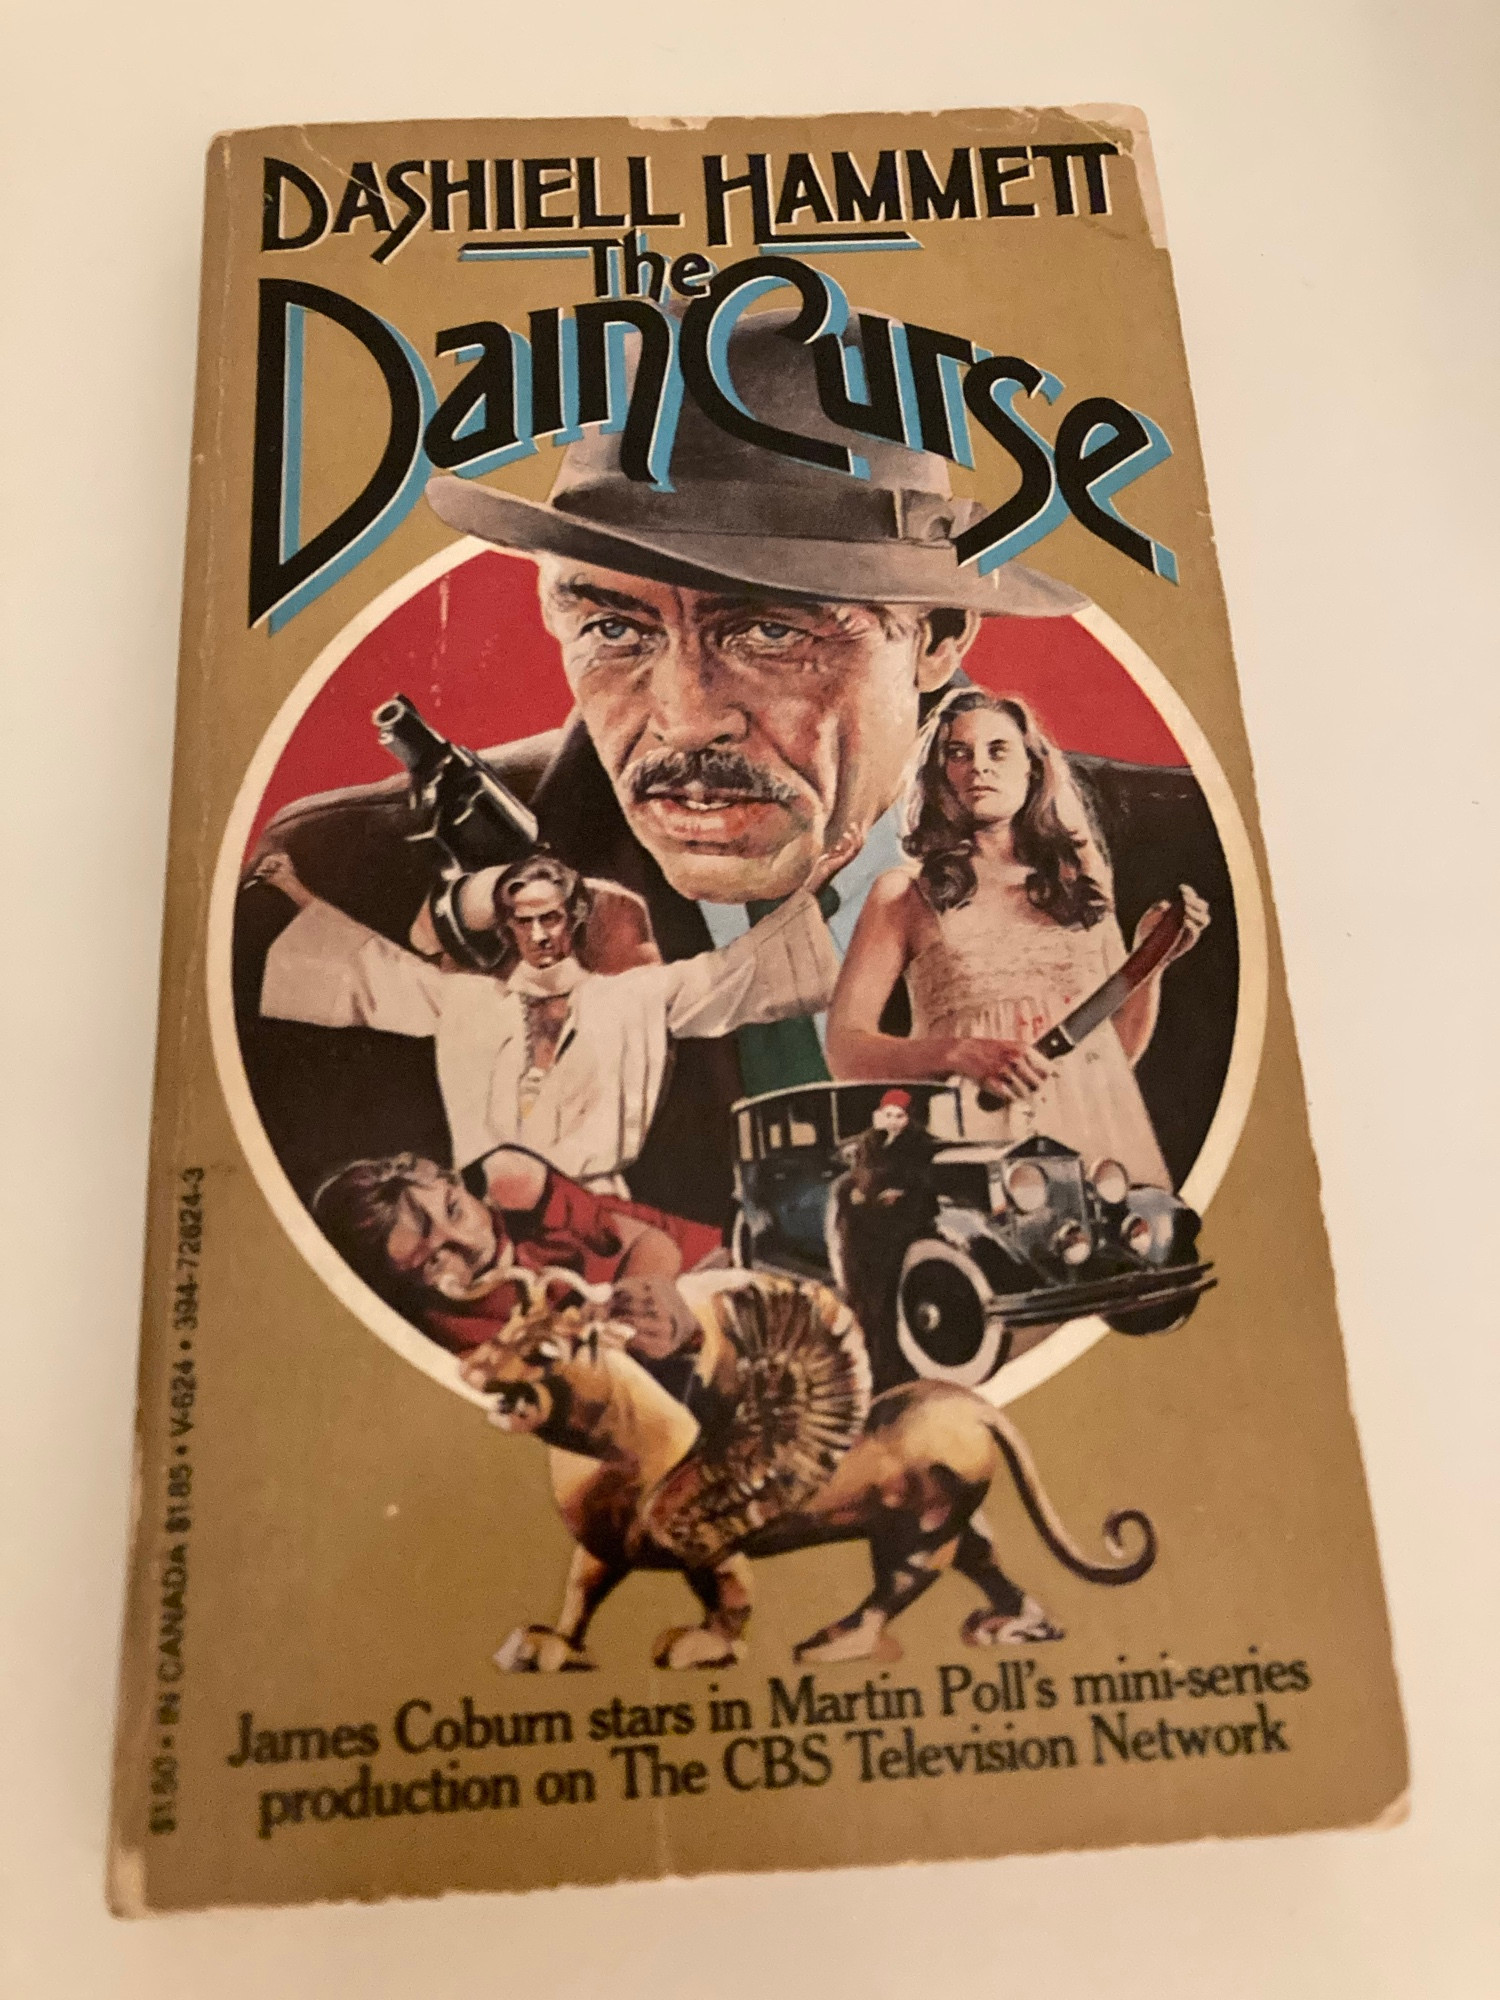 DASHIELL HAMMETT
The
Dain Curse
James Coburn stars in Martin Poll's mini-series
production on The CBS Television Network
$1.50 • IN CANADA $1.85 • V-624 • 394-72624-3